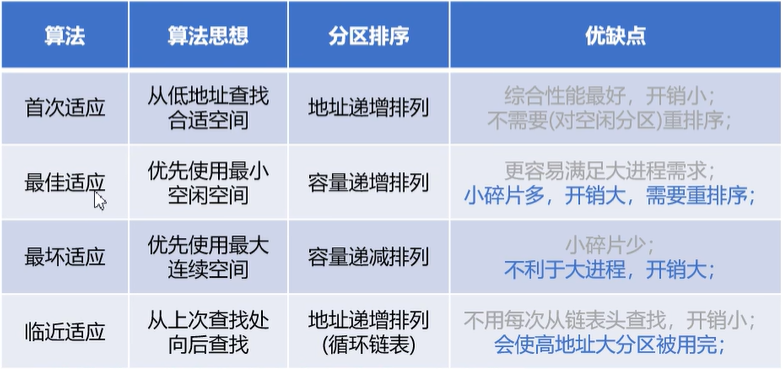 算法 算法思想 分区排序 优缺点
首次适应 从低地址查找 地址递增排列 综合性能最好，开销小；
合适空间 不需要(对空闲分区)重排序；
最佳适应 优先使用最小 容量递增排列 更容易满足大进程需求；
空闲空间 小碎片多，开销大，需要重排序；
最坏适应 优先使用最大 容量递减排列 小碎片少；
连续空间 不利于大进程，开销大；
临近适应 从上次查找处 地址递增排列 不用每次从链表头查找，开销小；
向后查找 (循环链表) 会使高地址大分区被用完；